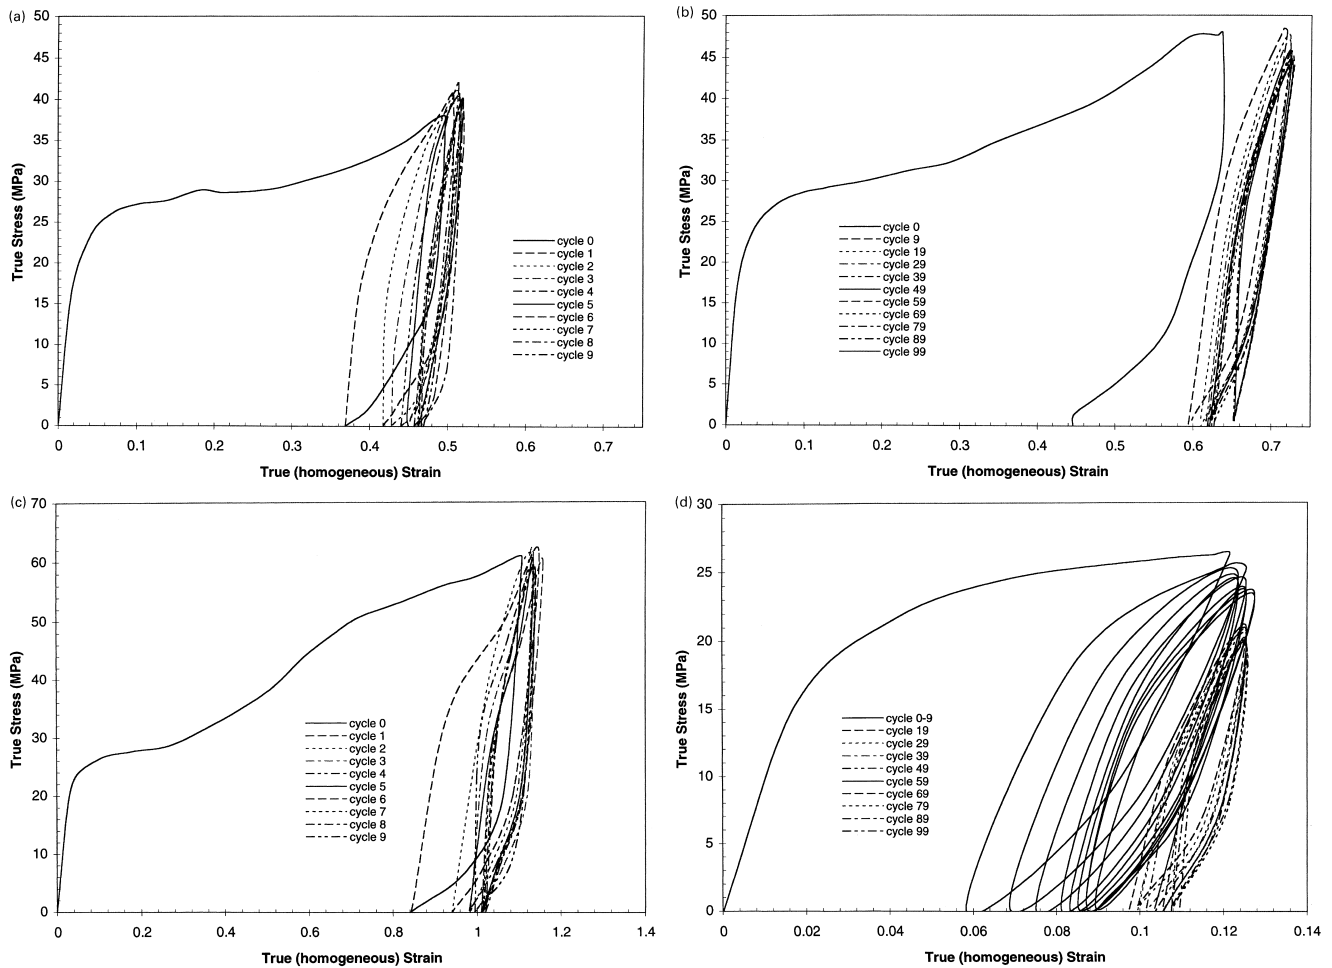 (a)
50
45
40
35
30
25
20
15
10
5
0
True Stress (MPa)
cycle 0
cycle 1
cycle 2
cycle 3
cycle 4
cycle 5
cycle 6
cycle 7
cycle 8
cycle 9
0 0.1 0.2 0.3 0.4 0.5 0.6 0.7
True (homogeneous) Strain
(b)
50
45
40
35
30
25
20
15
10
5
0
True Stess (MPa)
cycle 0
cycle 9
cycle 19
cycle 29
cycle 39
cycle 49
cycle 59
cycle 69
cycle 79
cycle 89
cycle 99
0 0.1 0.2 0.3 0.4 0.5 0.6 0.7
True (homogeneous) Strain
(c)
70
60
50
40
30
20
10
0
True Stress (MPa)
cycle 0
cycle 1
cycle 2
cycle 3
cycle 4
cycle 5
cycle 6
cycle 7
cycle 8
cycle 9
0 0.2 0.4 0.6 0.8 1 1.2 1.4
True (homogeneous) Strain
(d)
30
25
20
15
10
5
0
True Stress (MPa)
cycle 0-9
cycle 19
cycle 29
cycle 39
cycle 49
cycle 59
cycle 69
cycle 79
cycle 89
cycle 99
0 0.02 0.04 0.06 0.08 0.1 0.12 0.14
True (homogeneous) Strain